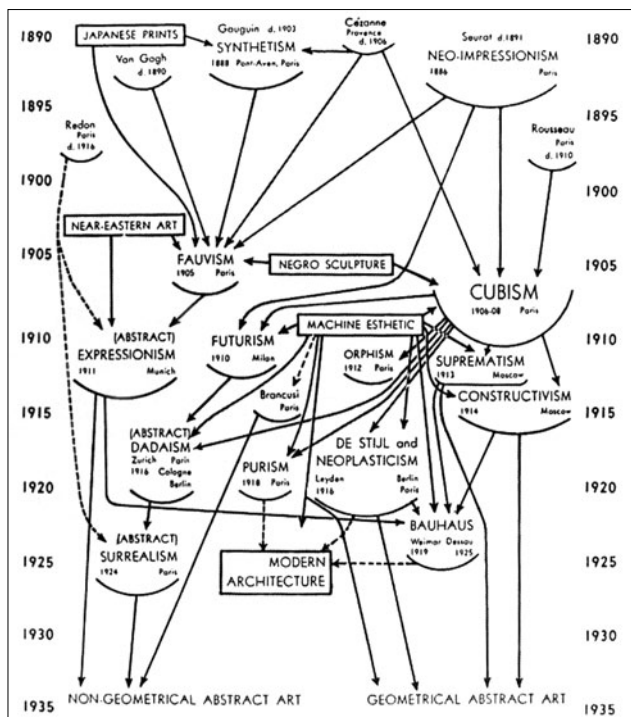 1890
JAPANESE PRINTS
Gauguin d. 1903
SYNTHETISM
1888 Pont-Aven, Paris
Cézanne
Provence
d. 1906
Seurat d.1891
NEO-IMPRESSIONISM
1886 Paris
1890
Van Gogh
d. 1890
1895
1895
Redon
Paris
d. 1916
Rousseau
Paris
d. 1910
1900
1900
NEAR-EASTERN ART
1905
FAUVISM
1905 Paris
NEGRO SCULPTURE
1905
CUBISM
1906-08 Paris
1910
(ABSTRACT)
EXPRESSIONISM
1911 Munich
FUTURISM
1910 Milan
MACHINE ESTHETIC
ORPHISM
1912 Paris
SUPREMATISM
1913 Moscow
1910
Brancusi
Paris
CONSTRUCTIVISM
1914 Moscow
1915
1915
(ABSTRACT)
DADAISM
Zurich Paris
1916 Cologne
Berlin
PURISM
1918 Paris
DE STIJL and
NEOPLASTICISM
Leyden Berlin
1916 Paris
1920
1920
BAUHAUS
Weimar Dessau
1919 1925
1925
(ABSTRACT)
SURREALISM
1924 Paris
MODERN
ARCHITECTURE
1925
1930
1930
1935
NON-GEOMETRICAL ABSTRACT ART
GEOMETRICAL ABSTRACT ART
1935